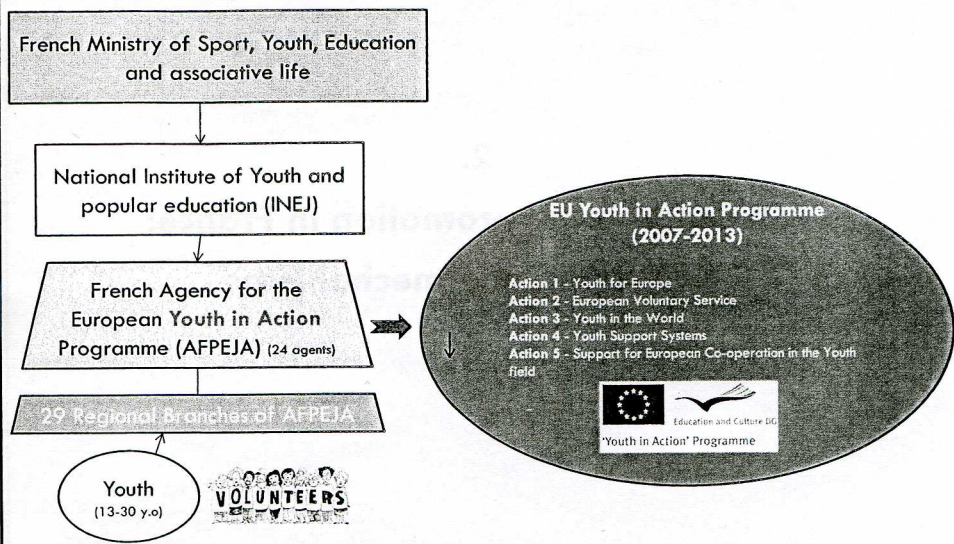 French Ministry of Sport, Youth, Education
and associative life
National Institute of Youth and
popular education (INEJ)
French Agency for the
European Youth in Action
Programme (AFPEJA) (24 agents)
29 Regional Branches of AFPEJA
Youth
(13-30 y.o)
VOLUNTEERS
EU Youth in Action Programme
(2007-2013)
Action 1 - Youth for Europe
Action 2 - European Voluntary Service
Action 3 - Youth in the World
Action 4 - Youth Support Systems
Action 5 - Support for European Co-operation in the Youth
field
Education and Culture DG
'Youth in Action' Programme